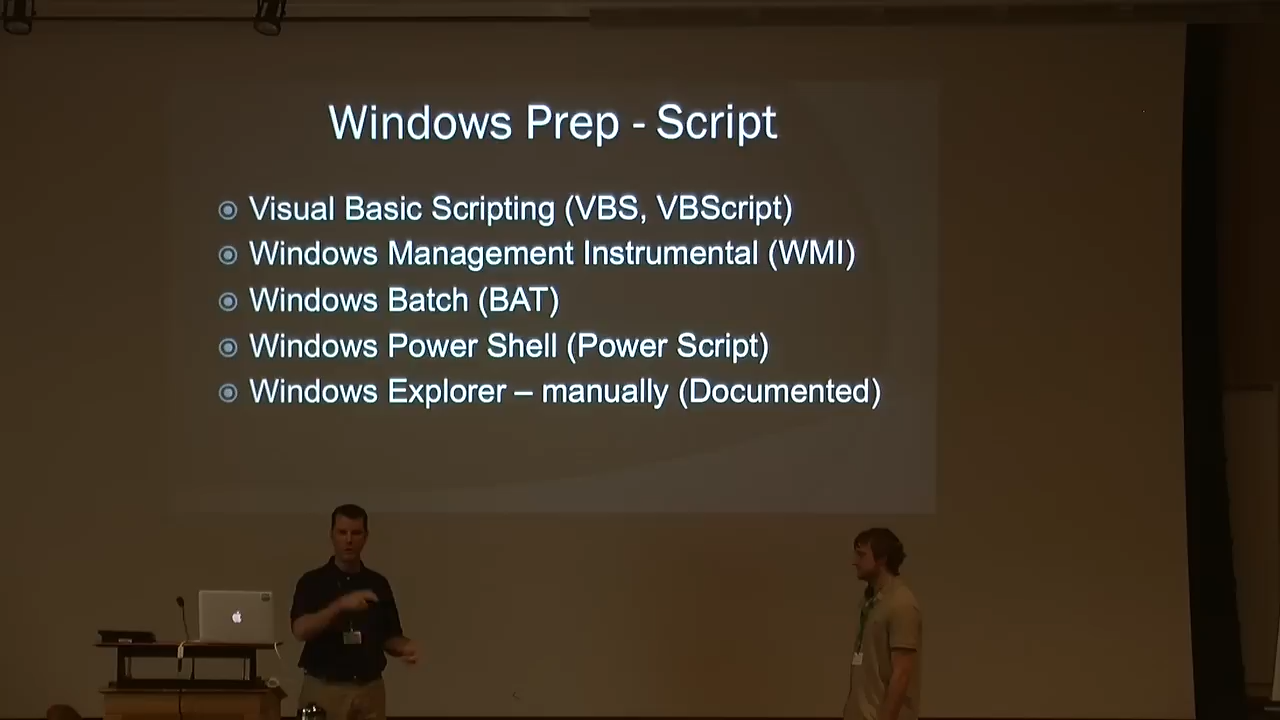 Windows Prep - Script
Visual Basic Scripting (VBS, VBScript)
Windows Management Instrumental (WMI)
Windows Batch (BAT)
Windows Power Shell (Power Script)
Windows Explorer – manually (Documented)